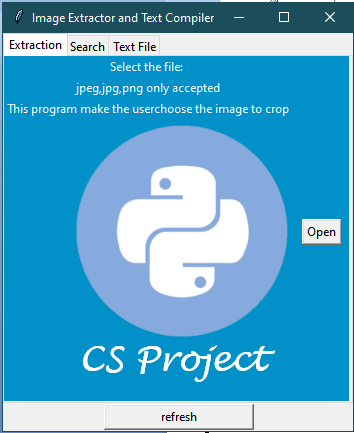 Image Extractor and Text Compiler
Extraction Search Text File
Select the file:
jpeg,jpg,png only accepted
This program make the userchoose the image to crop
Open
CS Project
refresh